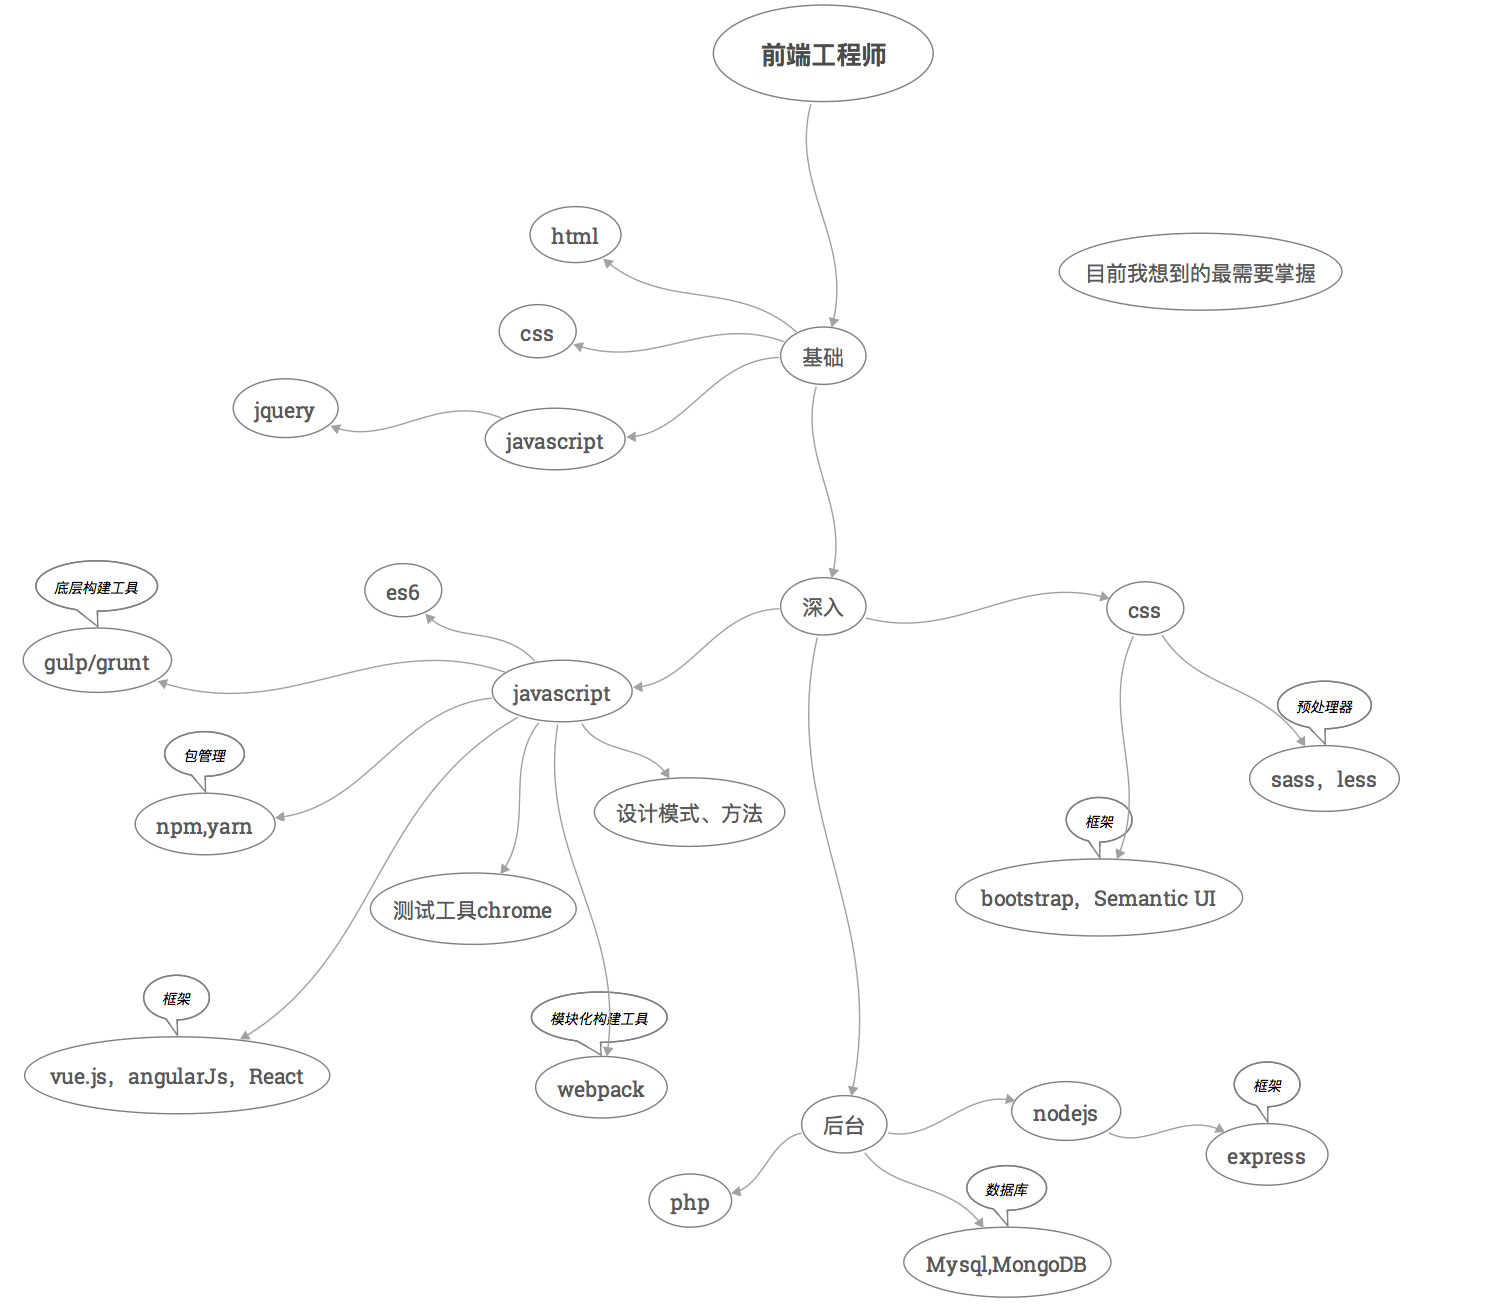 前端工程师
html
目前我想到的最需要掌握
css
基础
jquery
javascript
底层构建工具
es6
深入
css
gulp/grunt
javascript
预处理器
包管理
sass，less
npm,yarn
设计模式、方法
框架
bootstrap，Semantic UI
测试工具chrome
框架
模块化构建工具
vue.js，angularJs，React
webpack
框架
nodejs
后台
express
数据库
php
Mysql,MongoDB